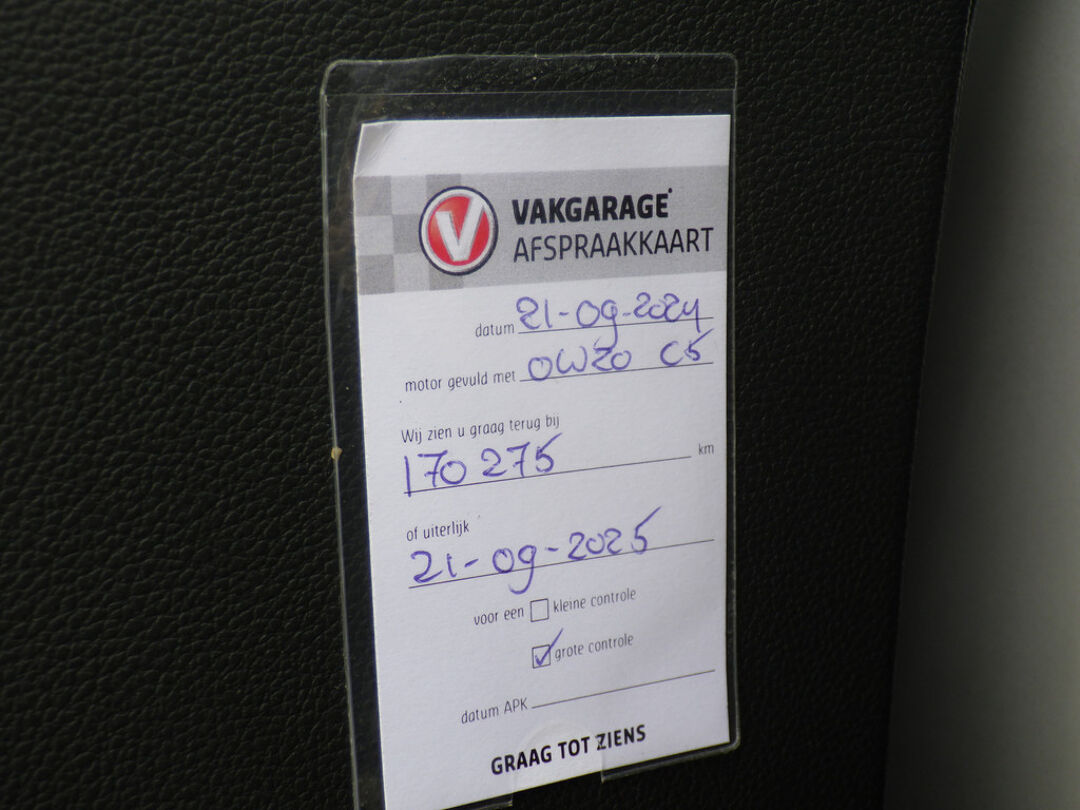 V VAKGARAGE
AFSPRAAKKAART
datum 21-09-2024
motor gevuld met 0W20 C5
Wij zien u graag terug bij
170 275 km
of uiterlijk
21-09-2025
voor een kleine controle
grote controle
datum APK
GRAAG TOT ZIENS